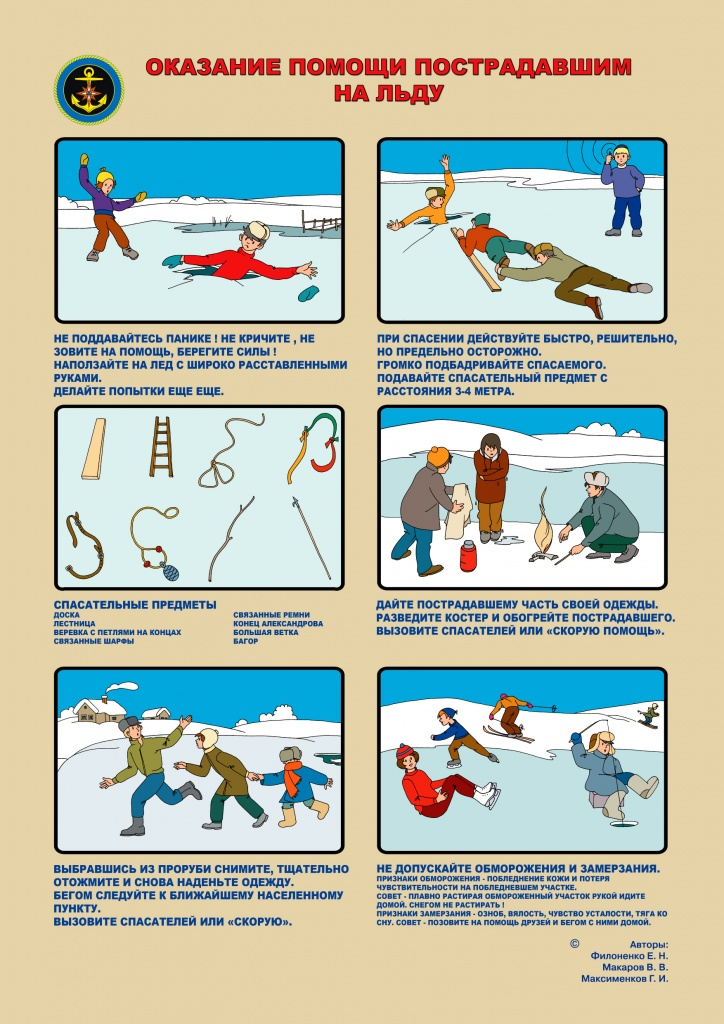 ОКАЗАНИЕ ПОМОЩИ ПОСТРАДАВШИМ
НА ЛЬДУ
НЕ ПОДДАВАЙТЕСЬ ПАНИКЕ ! НЕ КРИЧИТЕ , НЕ
ЗОВИТЕ НА ПОМОЩЬ, БЕРЕГИТЕ СИЛЫ !
НАПОЛЗАЙТЕ НА ЛЕД С ШИРОКО РАССТАВЛЕННЫМИ
РУКАМИ.
ДЕЛАЙТЕ ПОПЫТКИ ЕЩЕ ЕЩЕ.
ПРИ СПАСЕНИИ ДЕЙСТВУЙТЕ БЫСТРО, РЕШИТЕЛЬНО,
НО ПРЕДЕЛЬНО ОСТОРОЖНО.
ГРОМКО ПОДБАДРИВАЙТЕ СПАСАЕМОГО.
ПОДАВАЙТЕ СПАСАТЕЛЬНЫЙ ПРЕДМЕТ С
РАССТОЯНИЯ 3-4 МЕТРА.
СПАСАТЕЛЬНЫЕ ПРЕДМЕТЫ
ДОСКА
ЛЕСТНИЦА
ВЕРЕВКА С ПЕТЛЯМИ НА КОНЦАХ
СВЯЗАННЫЕ ШАРФЫ
СВЯЗАННЫЕ РЕМНИ
КОНЕЦ АЛЕКСАНДРОВА
БОЛЬШАЯ ВЕТКА
БАГОР
ДАЙТЕ ПОСТРАДАВШЕМУ ЧАСТЬ СВОЕЙ ОДЕЖДЫ.
РАЗВЕДИТЕ КОСТЕР И ОБОГРЕЙТЕ ПОСТРАДАВШЕГО.
ВЫЗОВИТЕ СПАСАТЕЛЕЙ ИЛИ «СКОРУЮ ПОМОЩЬ».
ВЫБРАВШИСЬ ИЗ ПРОРУБИ СНИМИТЕ, ТЩАТЕЛЬНО
ОТОЖМИТЕ И СНОВА НАДЕНЬТЕ ОДЕЖДУ.
БЕГОМ СЛЕДУЙТЕ К БЛИЖАЙШЕМУ НАСЕЛЕННОМУ
ПУНКТУ.
ВЫЗОВИТЕ СПАСАТЕЛЕЙ ИЛИ «СКОРУЮ».
НЕ ДОПУСКАЙТЕ ОБМОРОЖЕНИЯ И ЗАМЕРЗАНИЯ.
ПРИЗНАКИ ОБМОРОЖЕНИЯ - ПОБЛЕДНЕНИЕ КОЖИ И ПОТЕРЯ
ЧУВСТВИТЕЛЬНОСТИ НА ПОБЛЕДНЕВШЕМ УЧАСТКЕ.
СОВЕТ - ПЛАВНО РАСТИРАЯ ОБМОРОЖЕННЫЙ УЧАСТОК РУКОЙ ИДИТЕ
ДОМОЙ. СНЕГОМ НЕ РАСТИРАТЬ !
ПРИЗНАКИ ЗАМЕРЗАНИЯ - ОЗНОБ, ВЯЛОСТЬ, ЧУВСТВО УСТАЛОСТИ, ТЯГА КО
СНУ. СОВЕТ - ПОЗОВИТЕ НА ПОМОЩЬ ДРУЗЕЙ И БЕГОМ С НИМИ ДОМОЙ.
© Авторы:
Филоненко Е. Н.
Макаров В. В.
Максименков Г. И.